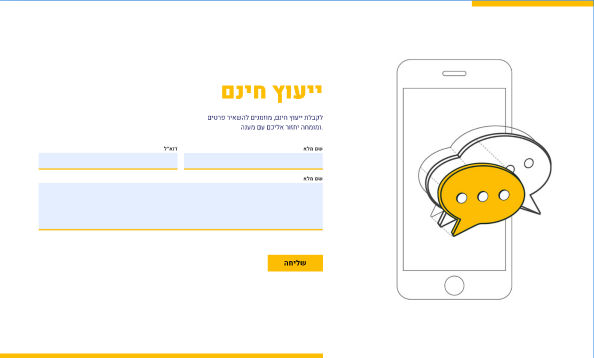 ייעוץ חינם
לקבלת ייעוץ חינם, מוזמנים להשאיר פרטים
ומומחה יחזור אליכם עם מענה.
שם מלא
דוא"ל
שם מלא
שליחה